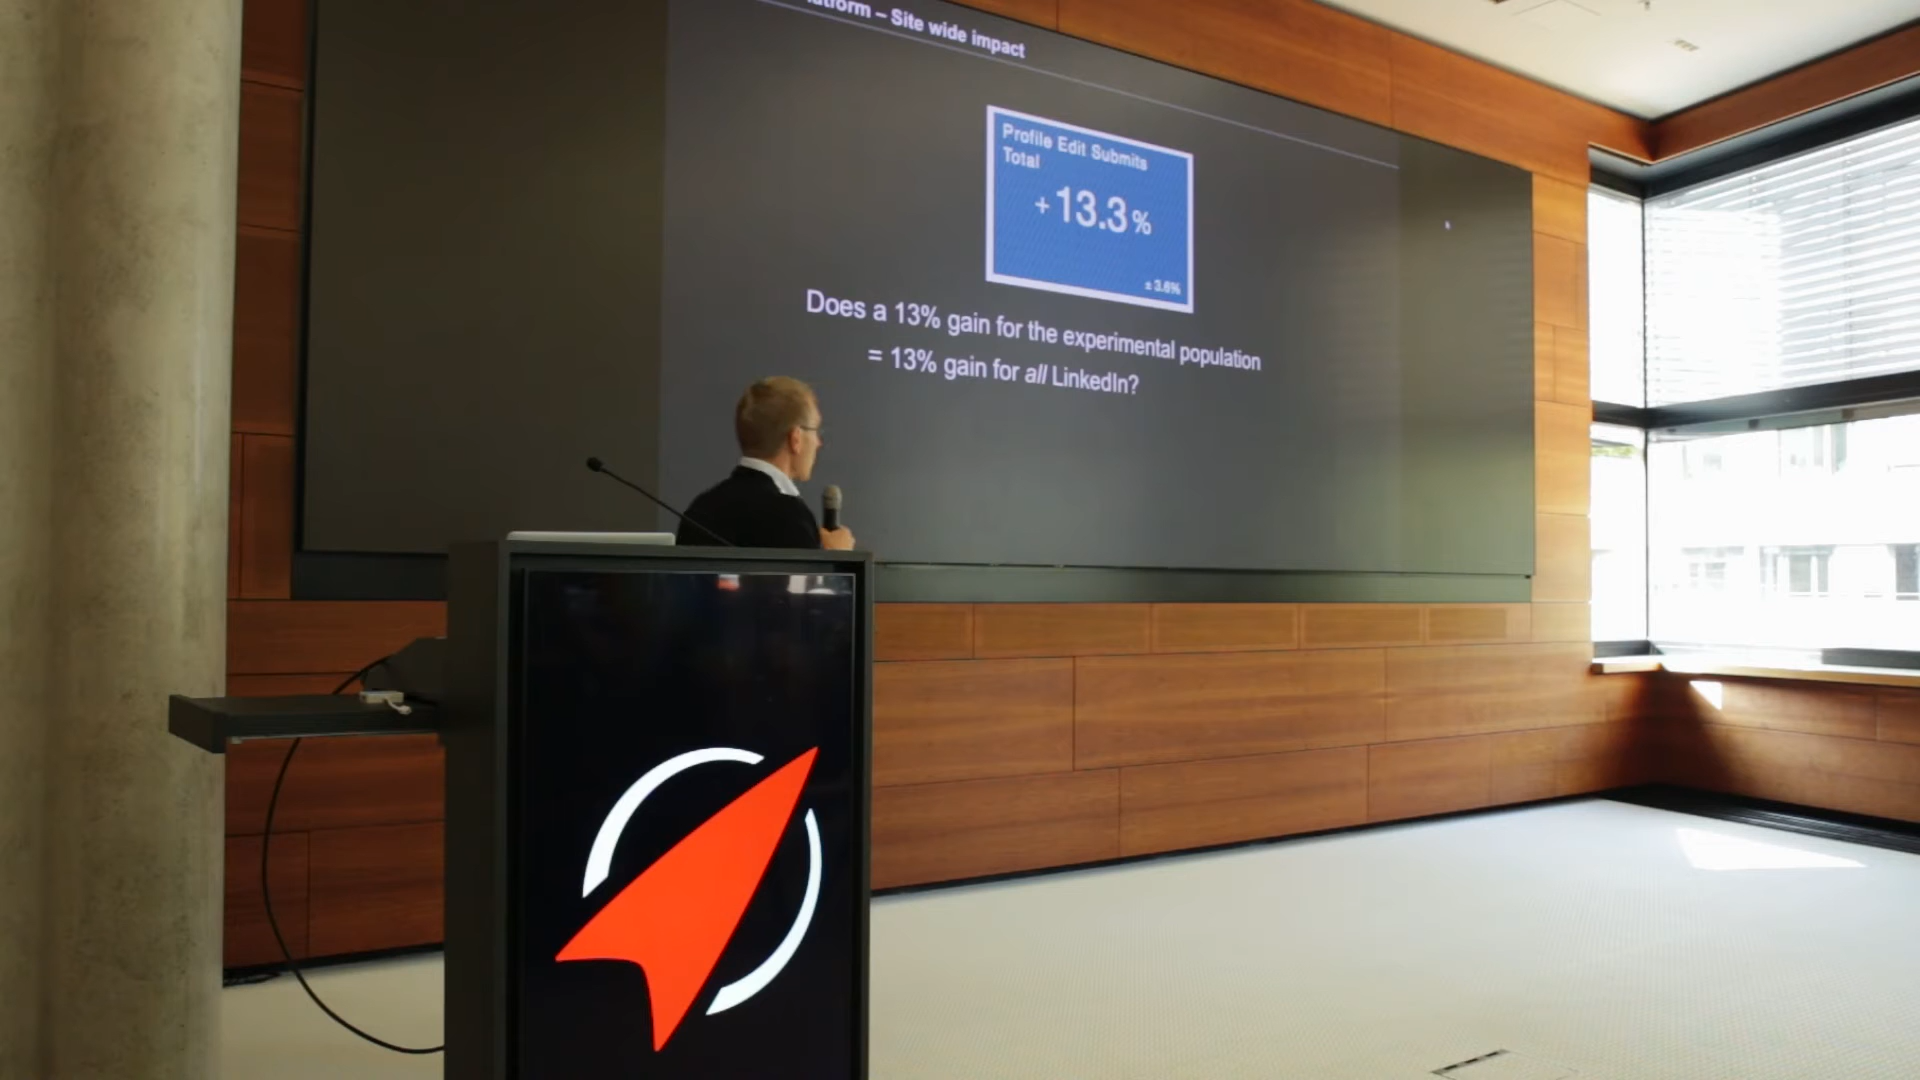 – Site wide impact
Profile Edit Submits
Total
+13.3%
± 3.6%
Does a 13% gain for the experimental population
= 13% gain for all LinkedIn?